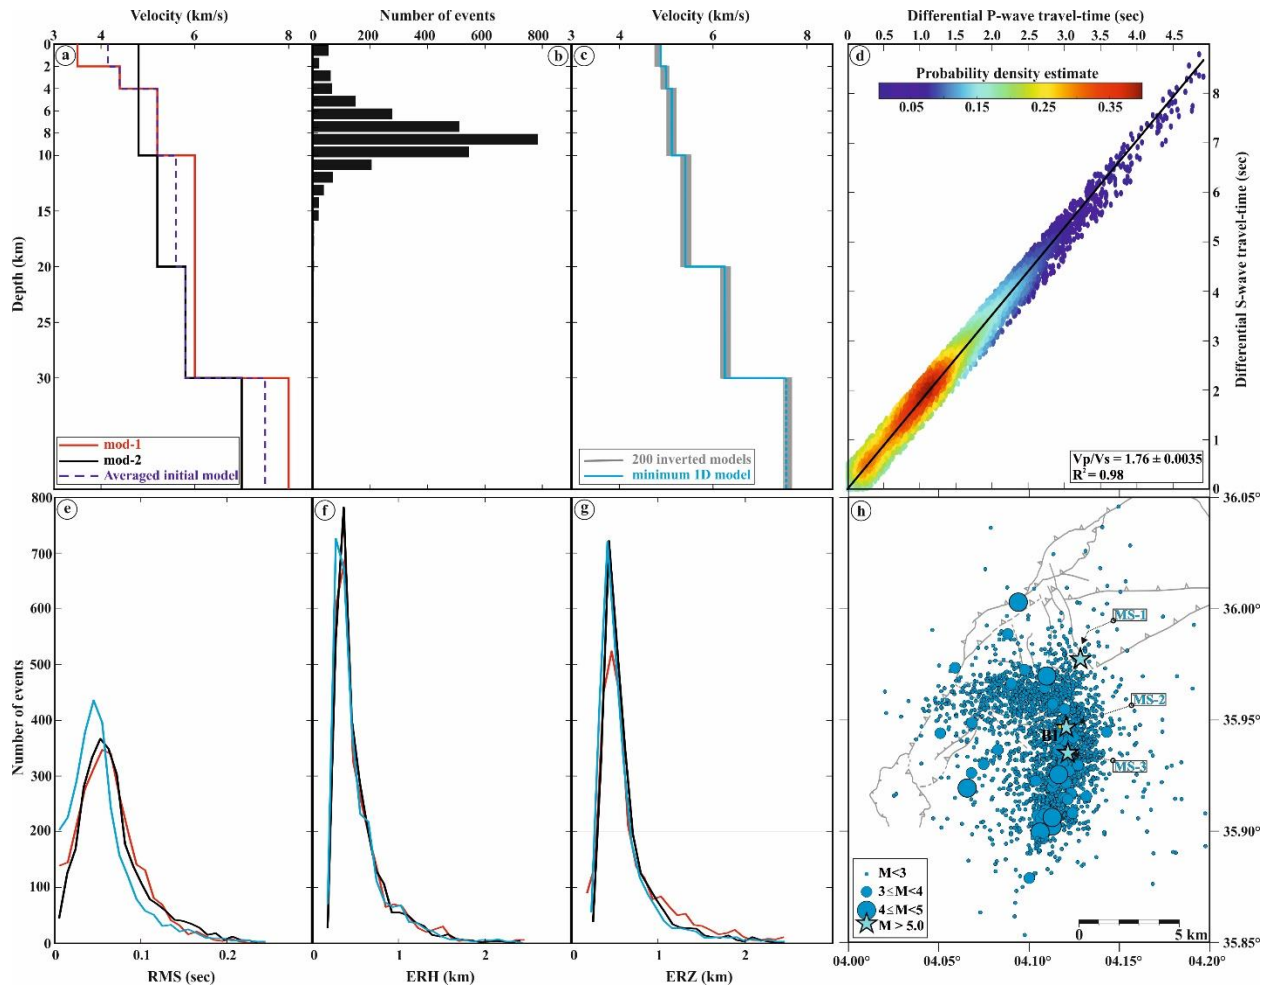 Velocity (km/s)
Number of events
Velocity (km/s)
Differential P-wave travel-time (sec)
3 4 6 8
0 200 400 600 800
3 4 6 8
0 0.5 1.0 1.5 2.0 2.5 3.0 3.5 4.0 4.5
a
b
c
d
0
2
4
6
8
10
15
20
25
30
Depth (km)
mod-1
mod-2
Averaged initial model
200 inverted models
minimum 1D model
Probability density estimate
0.05 0.15 0.25 0.35
8
7
6
5
4
3
2
1
0
Differential S-wave travel-time (sec)
Vp/Vs = 1.76 ± 0.0035
R² = 0.98
800
700
600
500
400
300
200
100
0
Number of events
e
f
g
h
0 0.1 0.2
RMS (sec)
0 1 2
ERH (km)
0 1 2
ERZ (km)
MS-1
MS-2
BI
MS-3
M<3
3≤M<4
4≤M<5
M > 5.0
0 5 km
36.05°
36.00°
35.95°
35.90°
35.85°
04.00° 04.05° 04.10° 04.15° 04.20°